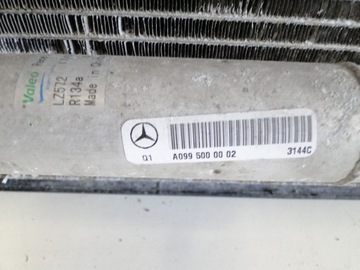 Valeo
LZ572
R134a
Made in
Q1 A099 500 00 02 3144C